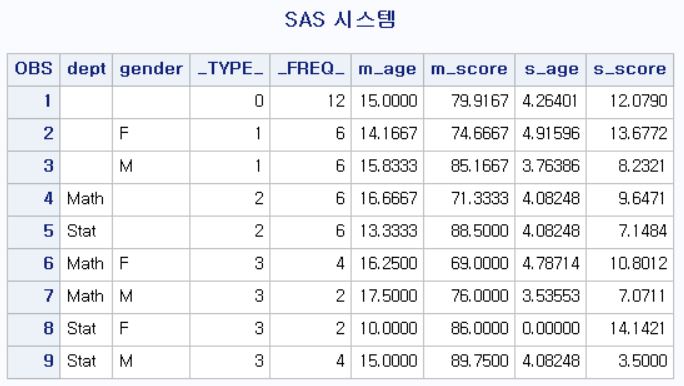 SAS 시스템
OBS dept gender _TYPE_ _FREQ_ m_age m_score s_age s_score
1 0 12 15.0000 79.9167 4.26401 12.0790
2 F 1 6 14.1667 74.6667 4.91596 13.6772
3 M 1 6 15.8333 85.1667 3.76386 8.2321
4 Math 2 6 16.6667 71.3333 4.08248 9.6471
5 Stat 2 6 13.3333 88.5000 4.08248 7.1484
6 Math F 3 4 16.2500 69.0000 4.78714 10.8012
7 Math M 3 2 17.5000 76.0000 3.53553 7.0711
8 Stat F 3 2 10.0000 86.0000 0.00000 14.1421
9 Stat M 3 4 15.0000 89.7500 4.08248 3.5000